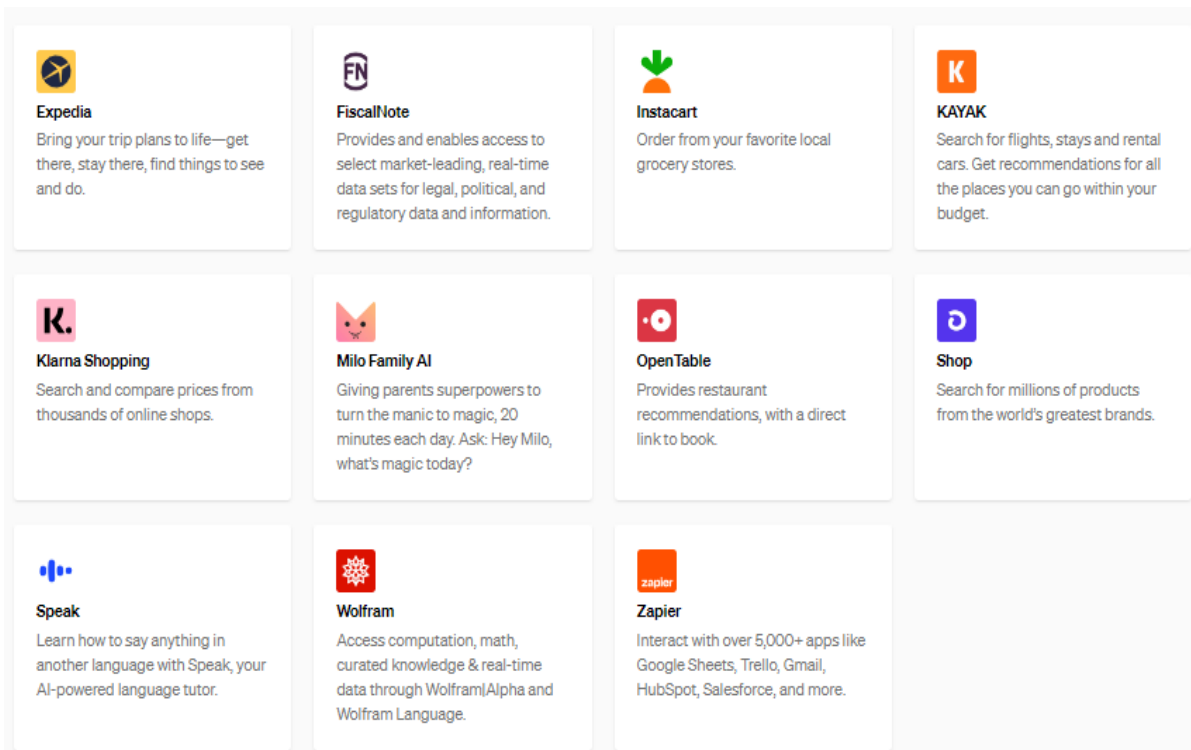 Expedia
Bring your trip plans to life—get
there, stay there, find things to see
and do.
FN
FiscalNote
Provides and enables access to
select market-leading, real-time
data sets for legal, political, and
regulatory data and information.
Instacart
Order from your favorite local
grocery stores.
K
KAYAK
Search for flights, stays and rental
cars. Get recommendations for all
the places you can go within your
budget.
K.
Klarna Shopping
Search and compare prices from
thousands of online shops.
Milo Family AI
Giving parents superpowers to
turn the manic to magic, 20
minutes each day. Ask: Hey Milo,
what's magic today?
OpenTable
Provides restaurant
recommendations, with a direct
link to book.
Shop
Search for millions of products
from the world's greatest brands.
Speak
Learn how to say anything in
another language with Speak, your
AI-powered language tutor.
Wolfram
Access computation, math,
curated knowledge & real-time
data through Wolfram|Alpha and
Wolfram Language.
zapier
Zapier
Interact with over 5,000+ apps like
Google Sheets, Trello, Gmail,
HubSpot, Salesforce, and more.